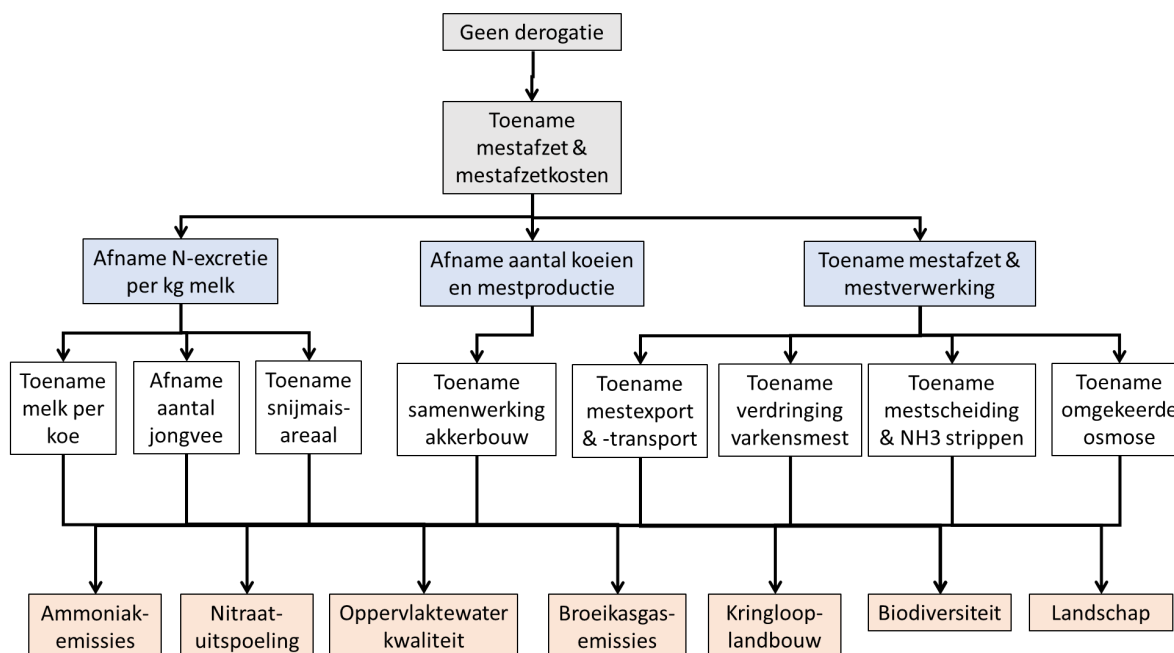 Geen derogatie
Toename
mestafzet &
mestafzetkosten
Afname N-excretie
per kg melk
Afname aantal koeien
en mestproductie
Toename mestafzet &
mestverwerking
Toename
melk per
koe
Afname
aantal
jongvee
Toename
snijmais-
areaal
Toename
samenwerking
akkerbouw
Toename
mestexport
& -transport
Toename
verdringing
varkensmest
Toename
mestscheiding
& NH3 strippen
Toename
omgekeerde
osmose
Ammoniak-
emissies
Nitraat-
uitspoeling
Oppervlaktewater
kwaliteit
Broeikasgas-
emissies
Kringloop-
landbouw
Biodiversiteit
Landschap